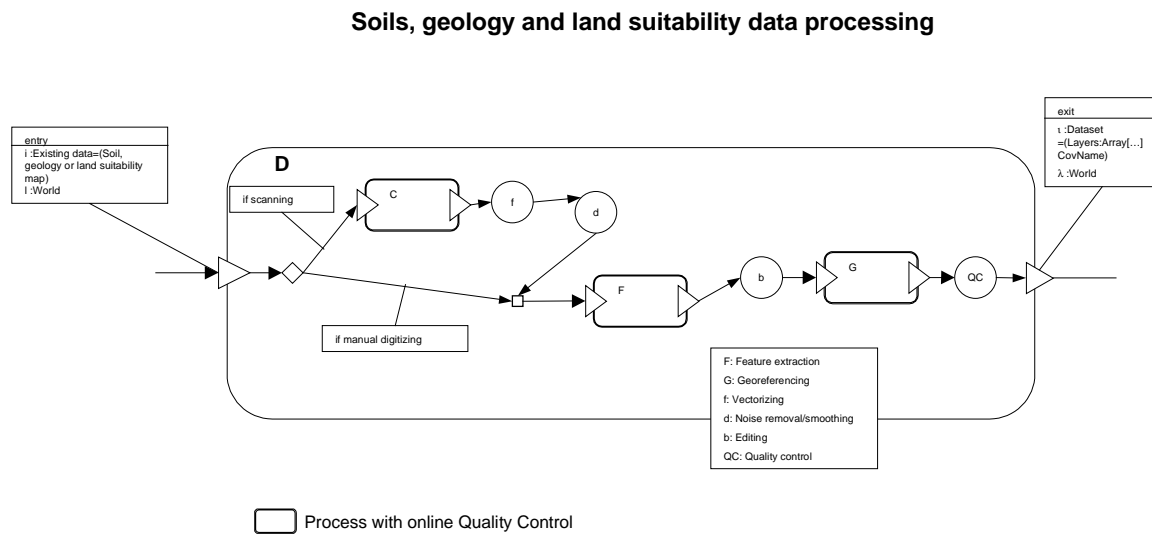 Soils, geology and land suitability data processing
entry
i :Existing data=(Soil,
geology or land suitability
map)
l :World
exit
ι :Dataset
=(Layers:Array[...]
CovName)
λ :World
D
if scanning
C
f
d
if manual digitizing
F
b
G
QC
F: Feature extraction
G: Georeferencing
f: Vectorizing
d: Noise removal/smoothing
b: Editing
QC: Quality control
Process with online Quality Control